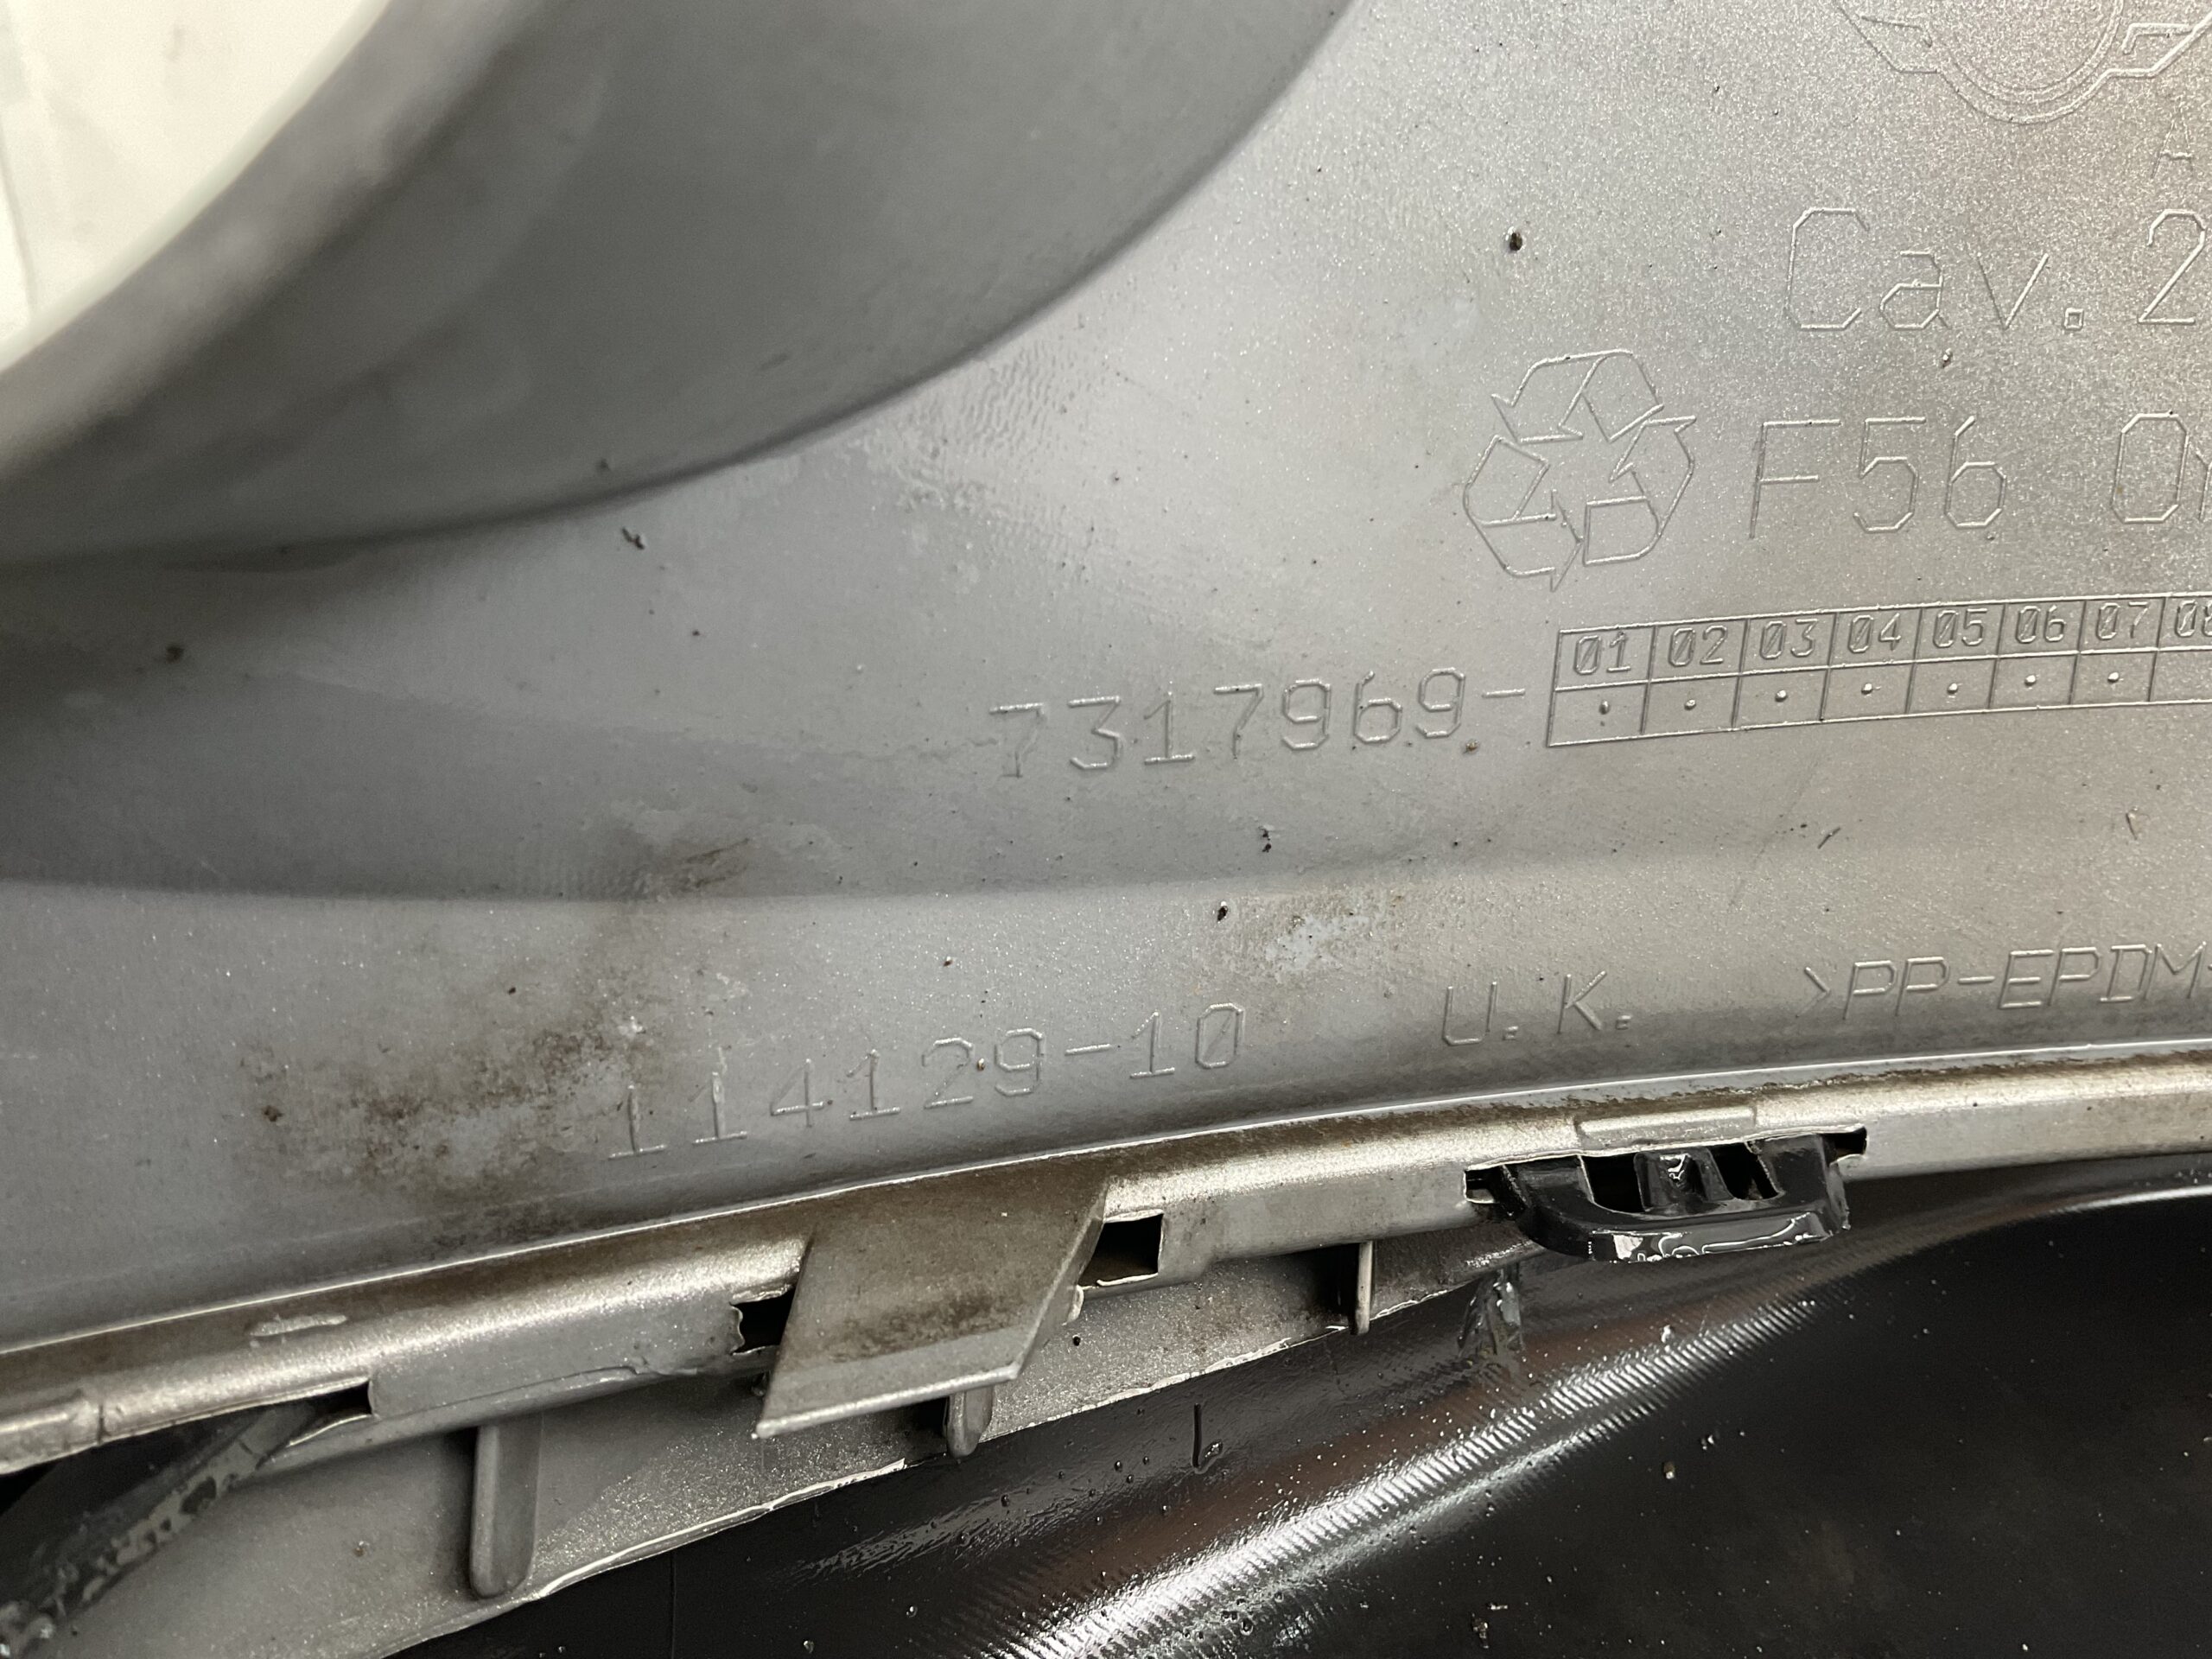 Cav. 2
F56
01 02 03 04 05 06 07
7317969-
114129-10 U.K. >PP-EPDM-